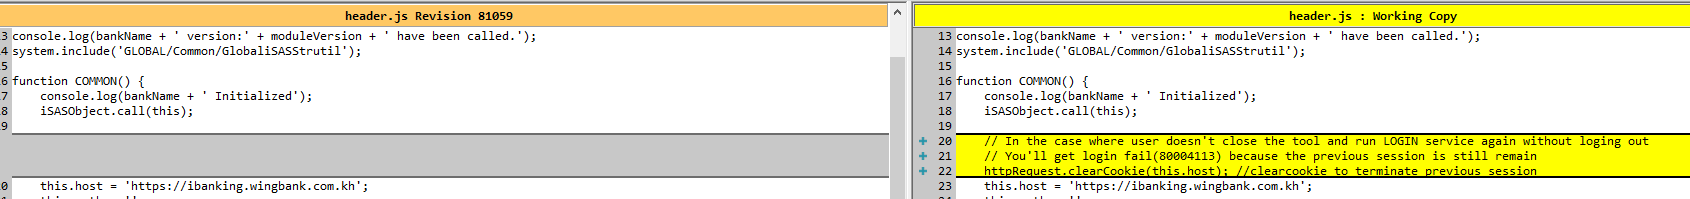 header.js Revision 81059
3 console.log(bankName + ' version:' + moduleVersion + ' have been called.');
4 system.include('GLOBAL/Common/GlobaliSASStrutil');
5
6 function COMMON() {
7     console.log(bankName + ' Initialized');
8     iSASObject.call(this);
9
0     this.host = 'https://ibanking.wingbank.com.kh';
header.js : Working Copy
13 console.log(bankName + ' version:' + moduleVersion + ' have been called.');
14 system.include('GLOBAL/Common/GlobaliSASStrutil');
15
16 function COMMON() {
17     console.log(bankName + ' Initialized');
18     iSASObject.call(this);
19
+ 20     // In the case where user doesn't close the tool and run LOGIN service again without loging out
+ 21     // You'll get login fail(80004113) because the previous session is still remain
+ 22     httpRequest.clearCookie(this.host); //clearcookie to terminate previous session
23     this.host = 'https://ibanking.wingbank.com.kh';